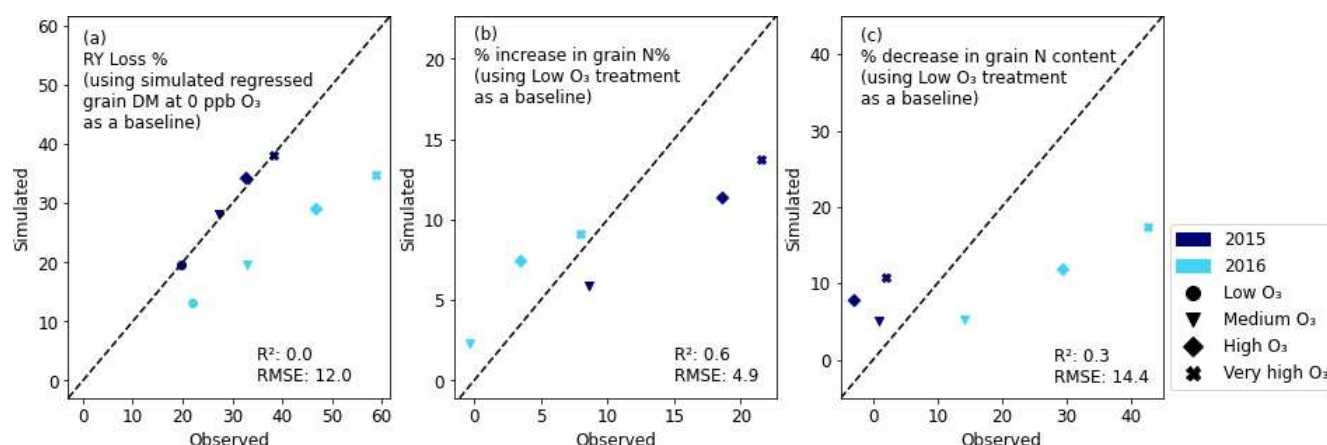 (a)
RY Loss %
(using simulated regressed
grain DM at 0 ppb O₃
as a baseline)
60
50
40
30
20
10
0
Simulated
0 10 20 30 40 50 60
Observed
R²: 0.0
RMSE: 12.0
(b)
% increase in grain N%
(using Low O₃ treatment
as a baseline)
20
15
10
5
0
Simulated
0 5 10 15 20
Observed
R²: 0.6
RMSE: 4.9
(c)
% decrease in grain N content
(using Low O₃ treatment
as a baseline)
40
30
20
10
0
Simulated
0 10 20 30 40
Observed
R²: 0.3
RMSE: 14.4
2015
2016
Low O₃
Medium O₃
High O₃
Very high O₃